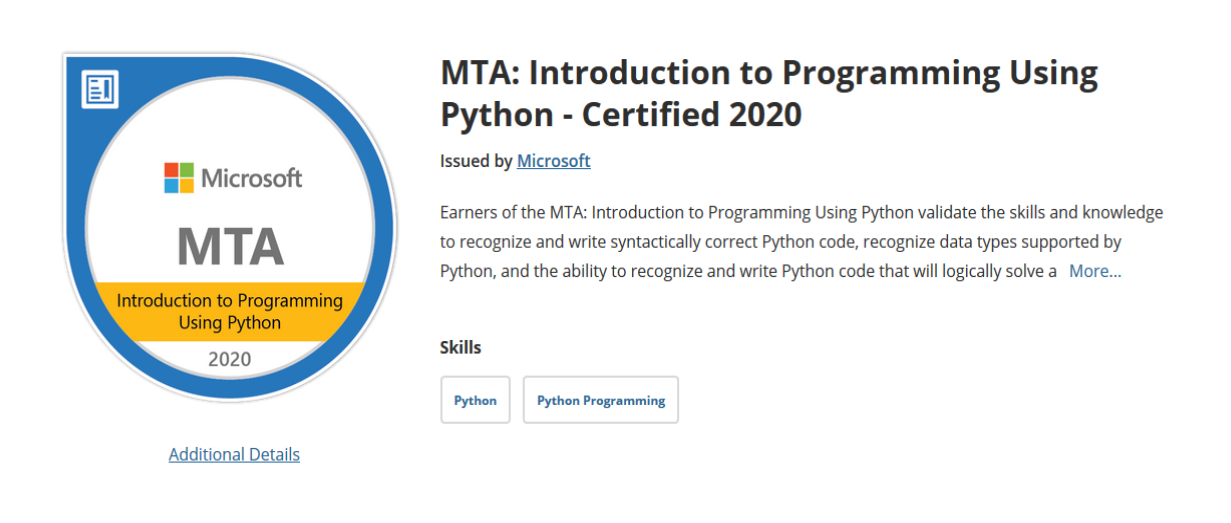 Microsoft
MTA
Introduction to Programming
Using Python
2020
Additional Details
MTA: Introduction to Programming Using
Python - Certified 2020
Issued by Microsoft
Earners of the MTA: Introduction to Programming Using Python validate the skills and knowledge
to recognize and write syntactically correct Python code, recognize data types supported by
Python, and the ability to recognize and write Python code that will logically solve a More...
Skills
Python
Python Programming